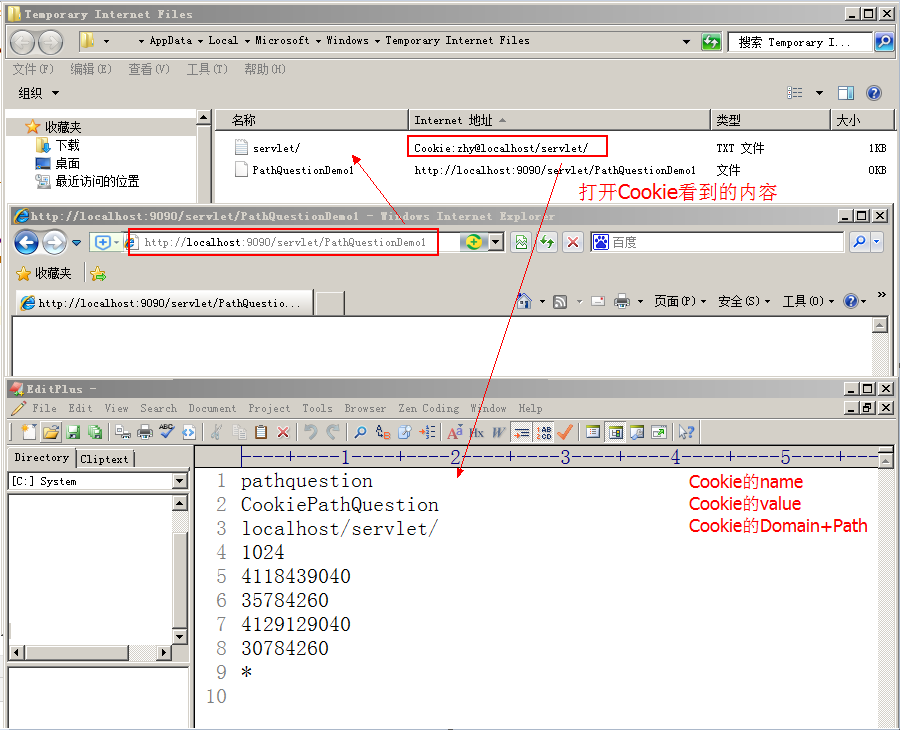 Temporary Internet Files
AppData Local Microsoft Windows Temporary Internet Files
搜索 Temporary I...
文件(F) 编辑(E) 查看(V) 工具(T) 帮助(H)
组织
收藏夹
下载
桌面
最近访问的位置
名称 Internet 地址 类型 大小
servlet/ Cookie:zhy@localhost/servlet/ TXT 文件 1KB
PathQuestionDemo1 http://localhost:9090/servlet/PathQuestionDemo1 文件 0KB
打开Cookie看到的内容
http://localhost:9090/servlet/PathQuestionDemo1 - Windows Internet Explorer
http://localhost:9090/servlet/PathQuestionDemo1
百度
收藏夹
http://localhost:9090/servlet/PathQuestio...
页面(P) 安全(S) 工具(O) »
EditPlus -
File Edit View Search Document Project Tools Browser Zen Coding Window Help
Directory Cliptext
[C:] System
----+----1----+----2----+----3----+----4----+----5----+---
1 pathquestion
2 CookiePathQuestion
3 localhost/servlet/
4 1024
5 4118439040
6 35784260
7 4129129040
8 30784260
9 *
10
Cookie的name
Cookie的value
Cookie的Domain+Path